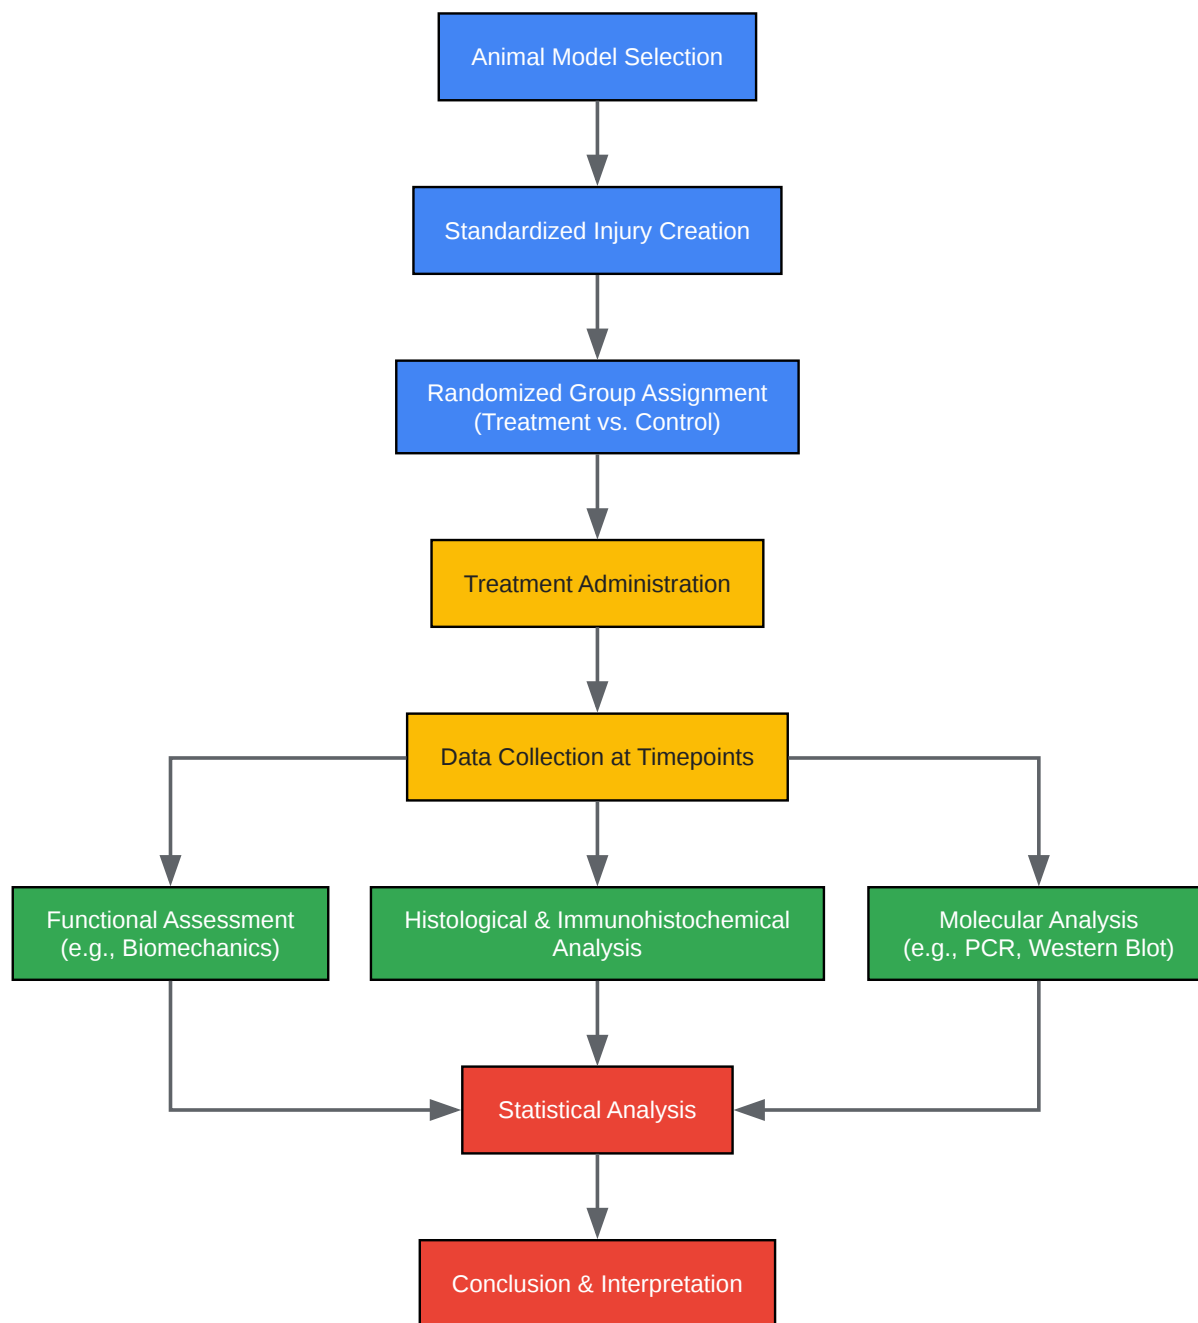 Animal Model Selection
Standardized Injury Creation
Randomized Group Assignment
(Treatment vs. Control)
Treatment Administration
Data Collection at Timepoints
Functional Assessment
(e.g., Biomechanics)
Histological & Immunohistochemical
Analysis
Molecular Analysis
(e.g., PCR, Western Blot)
Statistical Analysis
Conclusion & Interpretation